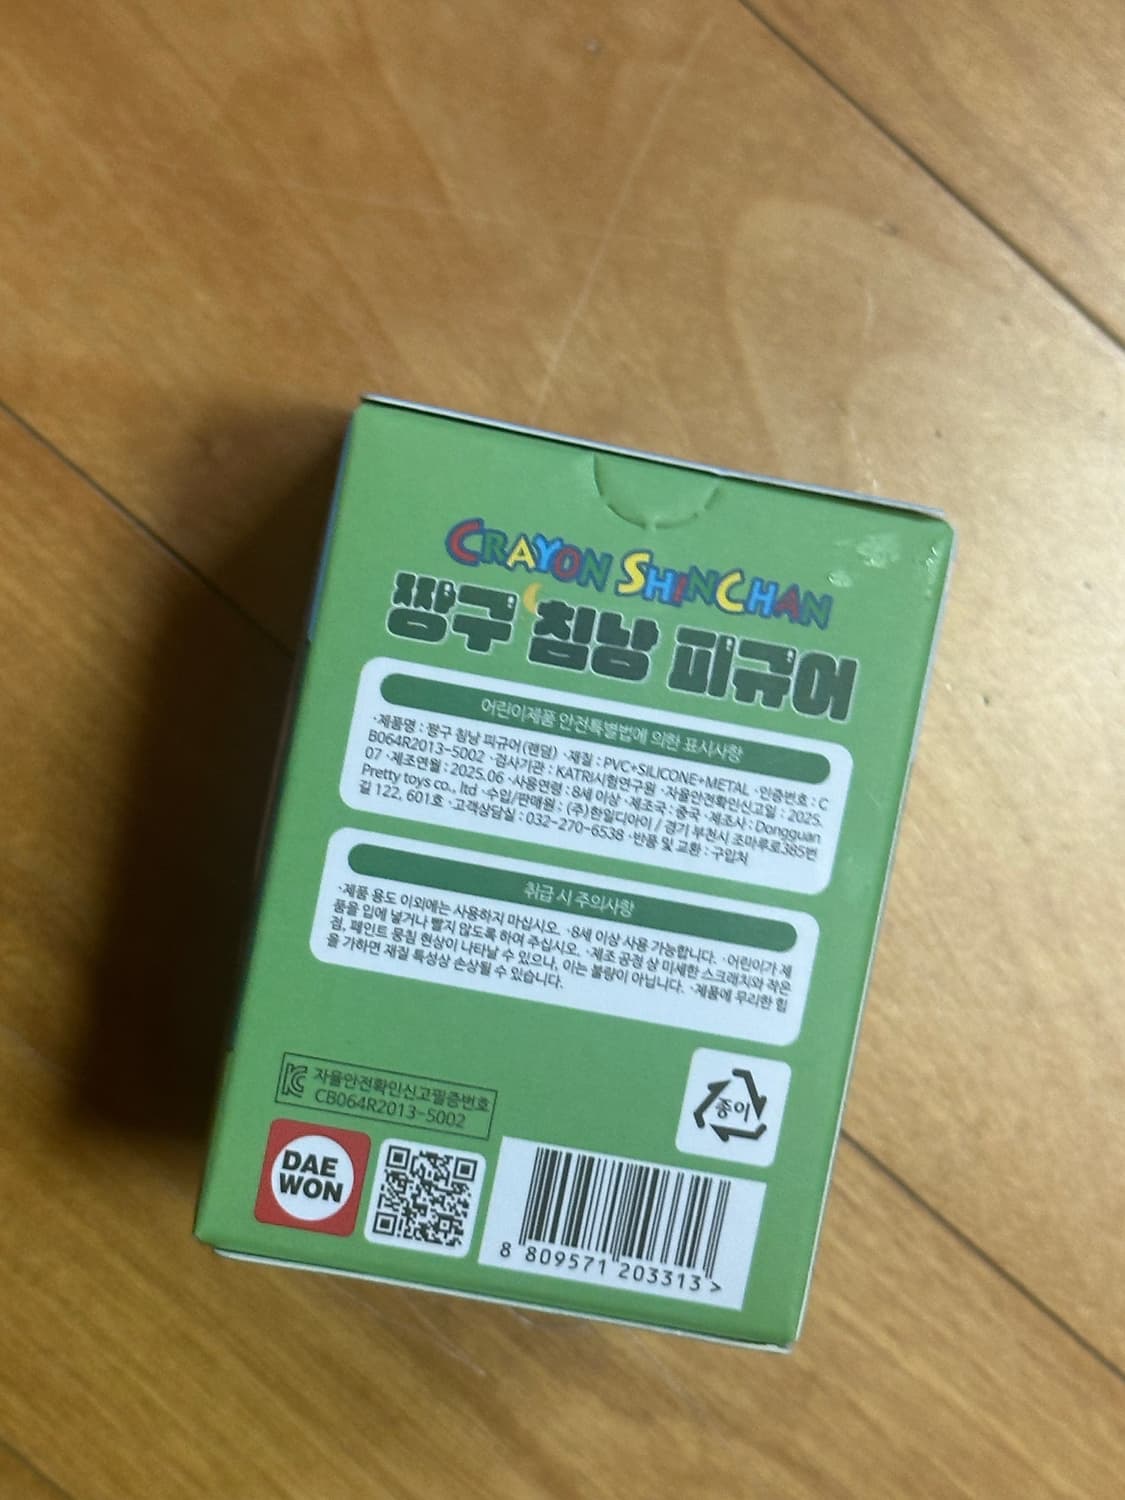 CRAYON SHINCHAN
짱구 침낭 피규어
어린이제품 안전특별법에 의한 표시사항
·제품명 : 짱구 침낭 피규어(랜덤) ·재질 : PVC+SILICONE+METAL ·인증번호 : C
B064R2013-5002 ·검사기관 : KATRI시험연구원 ·자율안전확인신고일 : 2025.
07 ·제조연월 : 2025.06 ·사용연령 : 8세 이상 ·제조국 : 중국 ·제조사 : Dongguan
Pretty toys co., ltd ·수입/판매원 : (주)한일디아이 / 경기 부천시 조마루로385번
길 122, 601호 ·고객상담실 : 032-270-6538 ·반품 및 교환 : 구입처
취급 시 주의사항
·제품 용도 이외에는 사용하지 마십시오. ·8세 이상 사용 가능합니다. ·어린이가 제
품을 입에 넣거나 빨지 않도록 하여 주십시오. ·제조 공정 상 미세한 스크래치와 작은
점, 페인트 뭉침 현상이 나타날 수 있으나, 이는 불량이 아닙니다. ·제품에 무리한 힘
을 가하면 재질 특성상 손상될 수 있습니다.
자율안전확인신고필증번호
CB064R2013-5002
종이
DAE
WON
8 809571 203313 >